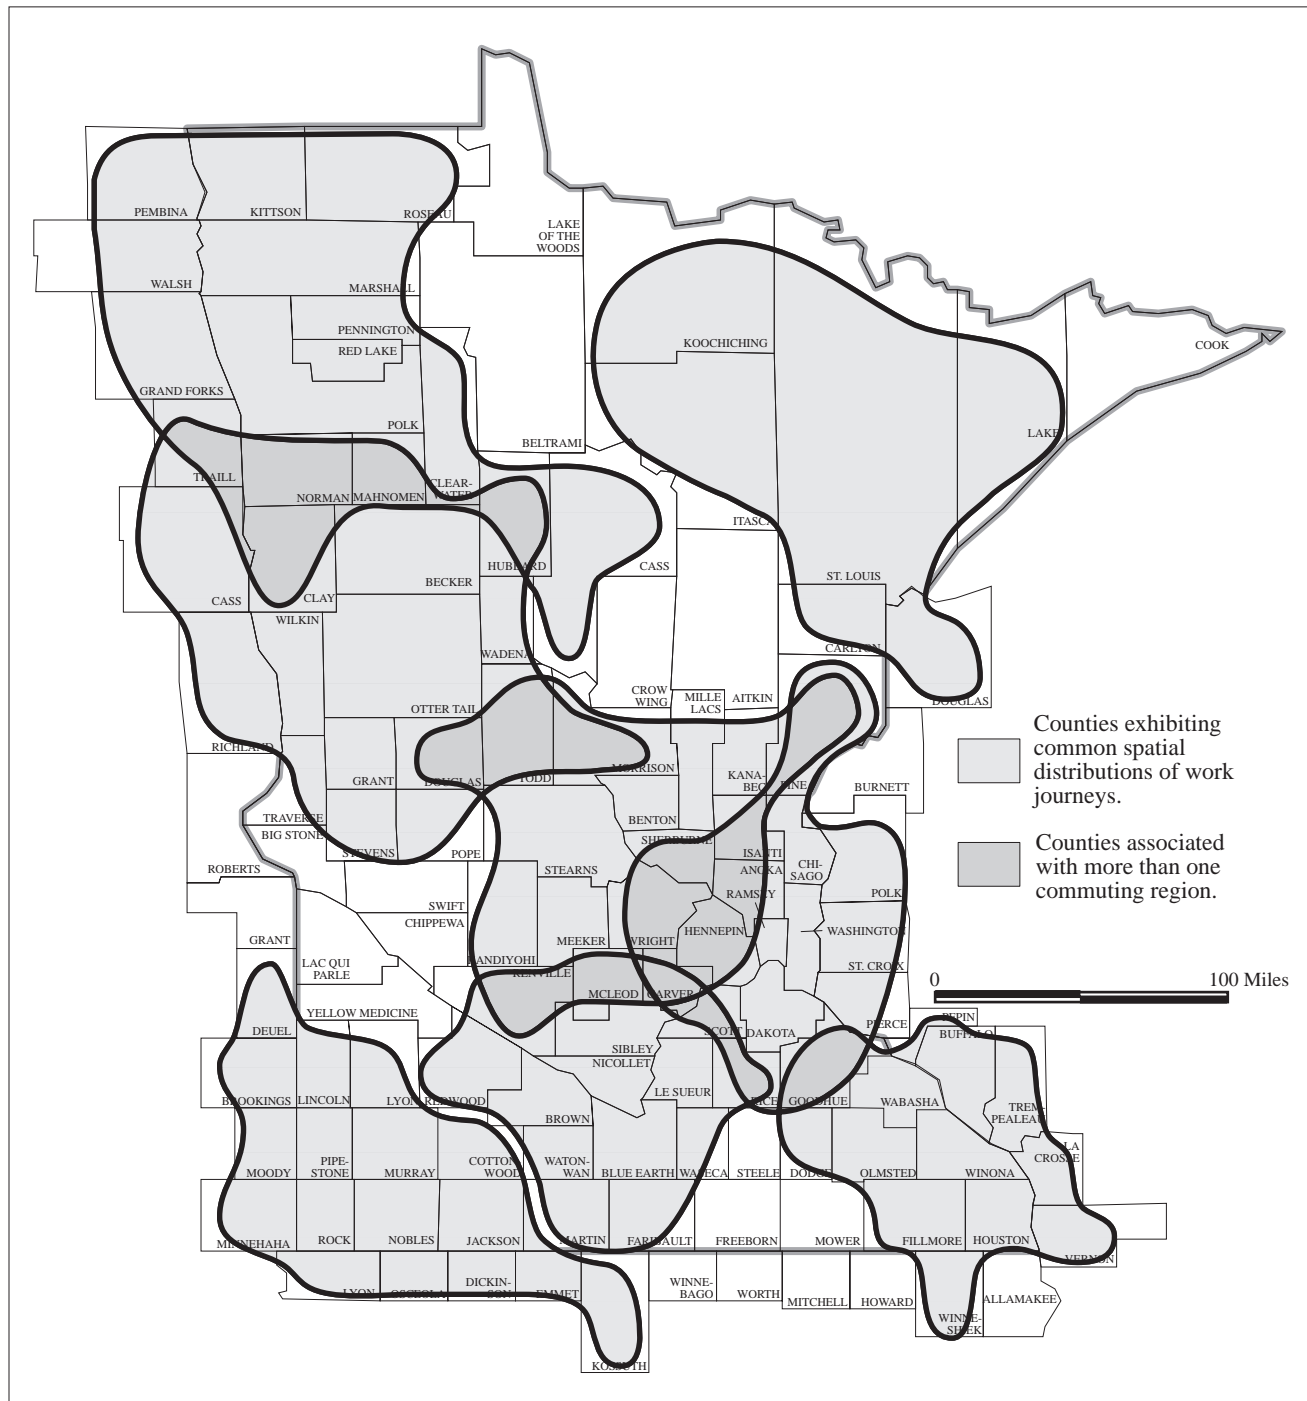 PEMBINA
KITTSON
ROSEAU
LAKE
OF THE
WOODS
WALSH
MARSHALL
PENNINGTON
RED LAKE
KOOCHICHING
COOK
GRAND FORKS
POLK
BELTRAMI
LAKE
TRAILL
NORMAN
MAHNOMEN
CLEAR-
WATER
ITASCA
HUBBARD
CASS
BECKER
ST. LOUIS
CASS
CLAY
WILKIN
WADENA
CARLTON
CROW
WING
MILLE
LACS
AITKIN
DOUGLAS
OTTER TAIL
RICHLAND
GRANT
DOUGLAS
TODD
MORRISON
KANA-
BEC
PINE
BURNETT
Counties exhibiting
common spatial
distributions of work
journeys.
TRAVERSE
BIG STONE
BENTON
STEVENS
POPE
SHERBURNE
ISANTI
ANOKA
CHI-
SAGO
Counties associated
with more than one
commuting region.
ROBERTS
STEARNS
RAMSEY
POLK
SWIFT
CHIPPEWA
GRANT
MEEKER
WRIGHT
HENNEPIN
WASHINGTON
LAC QUI
PARLE
KANDIYOHI
RENVILLE
ST. CROIX
0
100 Miles
MCLEOD
CARVER
YELLOW MEDICINE
DEUEL
SCOTT
DAKOTA
PIERCE
PEPIN
BUFFALO
SIBLEY
NICOLLET
LE SUEUR
BROOKINGS
LINCOLN
LYON
REDWOOD
RICE
GOODHUE
WABASHA
TREM-
PEALEAU
BROWN
LA
CROSSE
MOODY
PIPE-
STONE
MURRAY
COTTON
WOOD
WATON-
WAN
BLUE EARTH
WASECA
STEELE
DODGE
OLMSTED
WINONA
MINNEHAHA
ROCK
NOBLES
JACKSON
MARTIN
FARIBAULT
FREEBORN
MOWER
FILLMORE
HOUSTON
VERNON
LYON
OSCEOLA
DICKIN-
SON
EMMET
WINNE-
BAGO
WORTH
MITCHELL
HOWARD
WINNE-
SHIEK
ALLAMAKEE
KOSSUTH